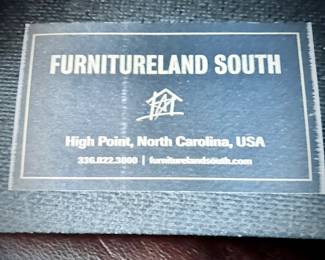 FURNITURELAND SOUTH
High Point, North Carolina, USA
336.822.3000 | furniturelandsouth.com